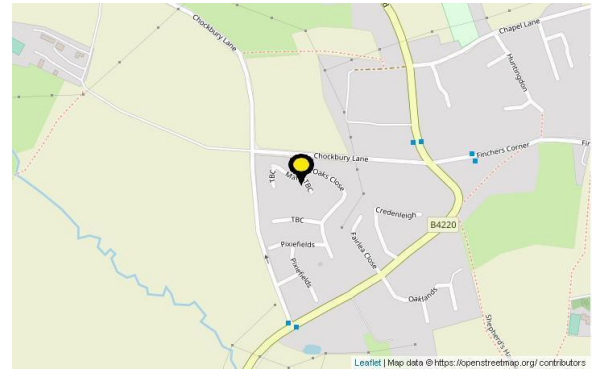 Chockbury Lane
Chapel Lane
Huntingdon
Chockbury Lane
Finchers Corner
Oaks Close
TBC
TBC
TBC
Credenleigh
B4220
Pixiefields
Fairlea Close
Pixiefields
Oaklands
Leaflet | Map data © https://openstreetmap.org/ contributors